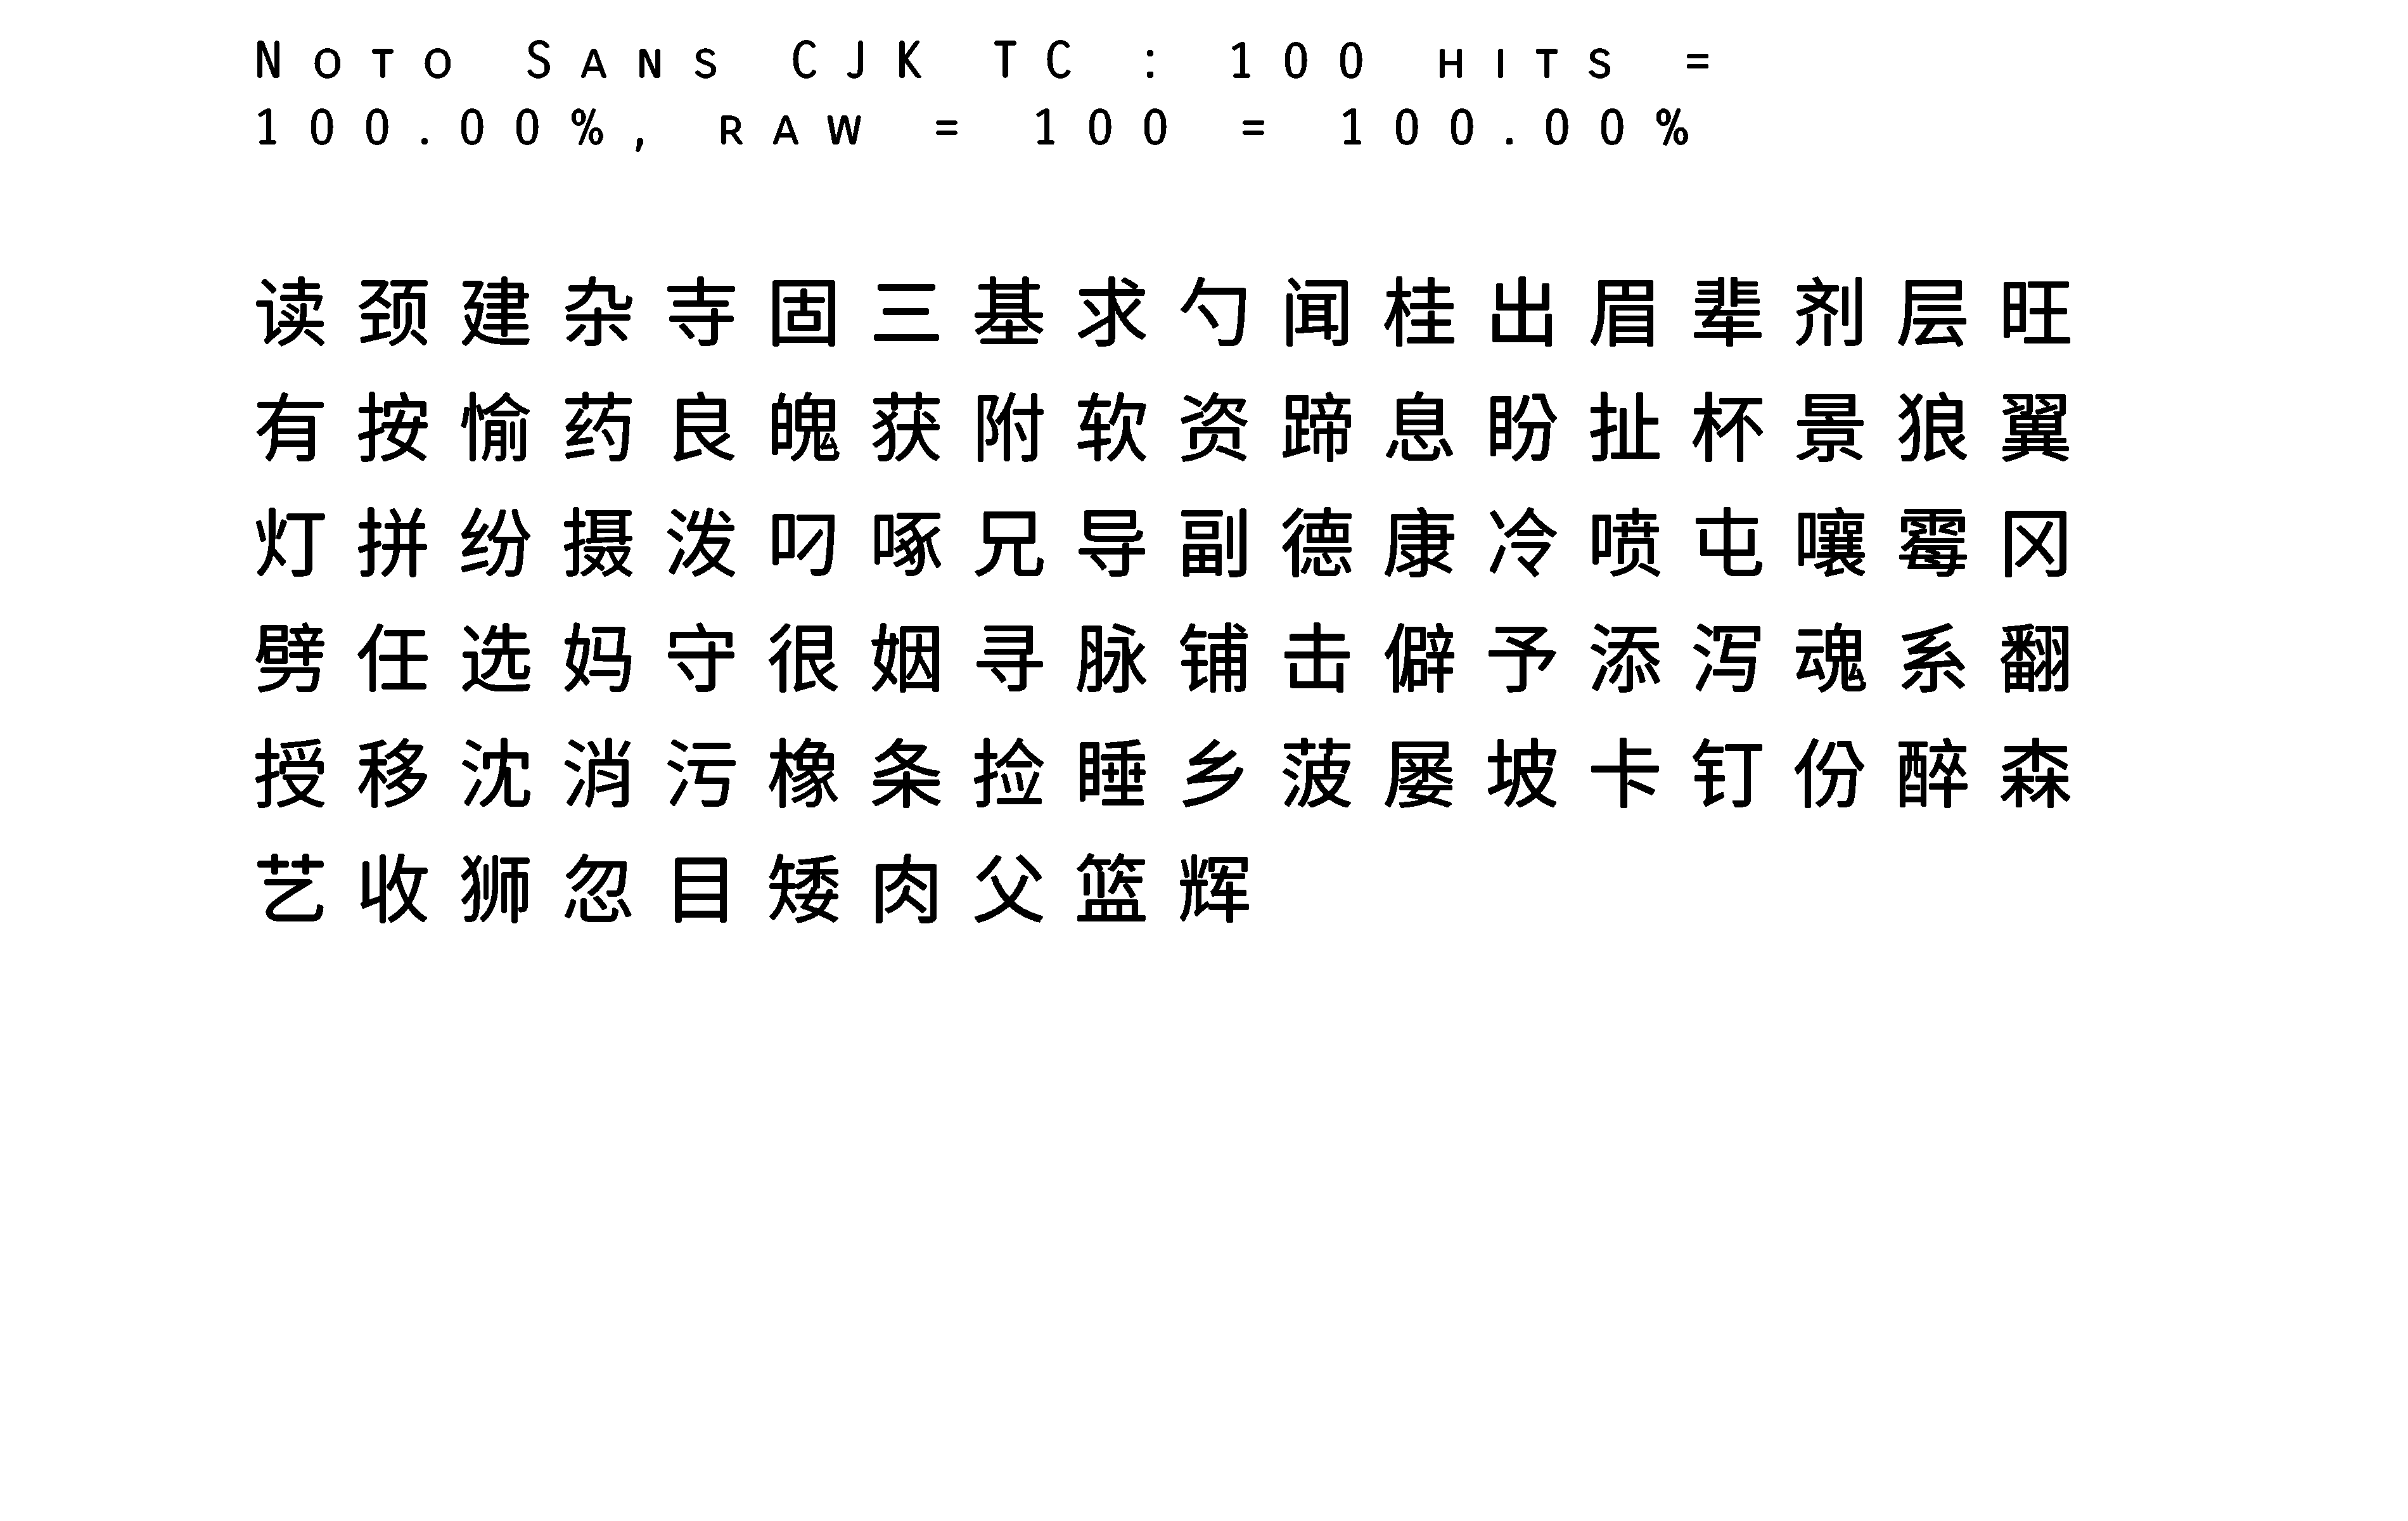 Noto Sans CJK TC : 100 hits =
100.00%, raw = 100 = 100.00%
读颈建杂寺固三基求勺闻桂出眉辈剂层旺
有按愉药良魄获附软资蹄息盼扯杯景狼翼
灯拼纷摄泼叼啄兄导副德康冷喷屯嚷霉冈
劈任选妈守很姻寻脉铺击僻予添泻魂系翻
授移沈消污橡条捡睡乡菠屡坡卡钉份醉森
艺收狮忽目矮肉父篮辉